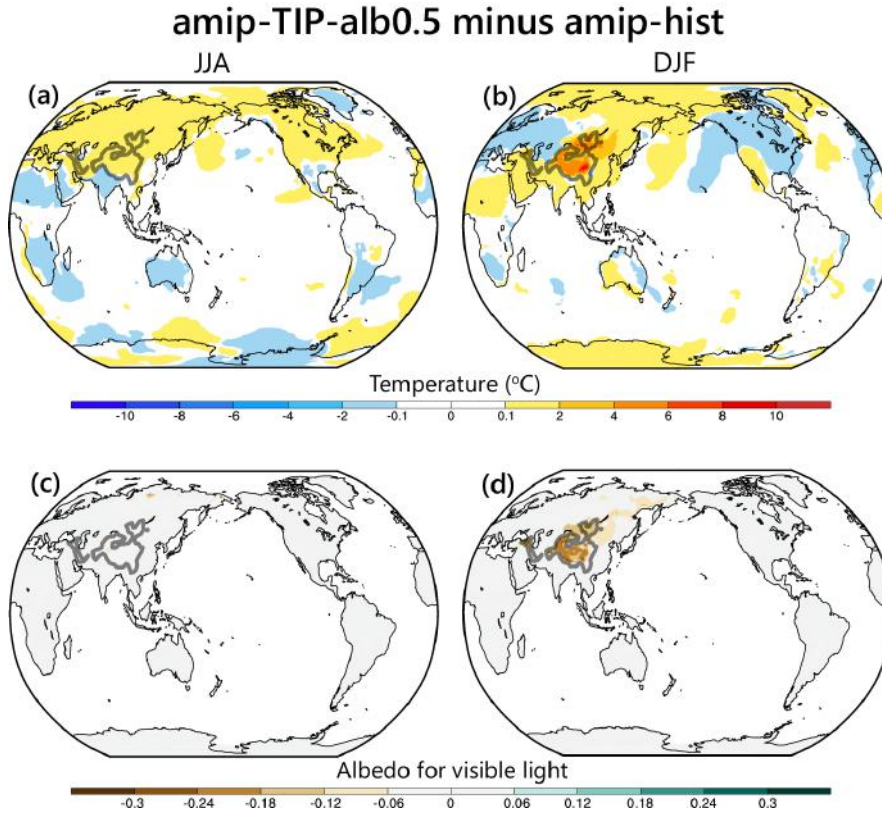 amip-TIP-alb0.5 minus amip-hist
JJA
DJF
(a)
(b)
Temperature (°C)
-10 -8 -6 -4 -2 -0.1 0 0.1 2 4 6 8 10
(c)
(d)
Albedo for visible light
-0.3 -0.24 -0.18 -0.12 -0.06 0 0.06 0.12 0.18 0.24 0.3